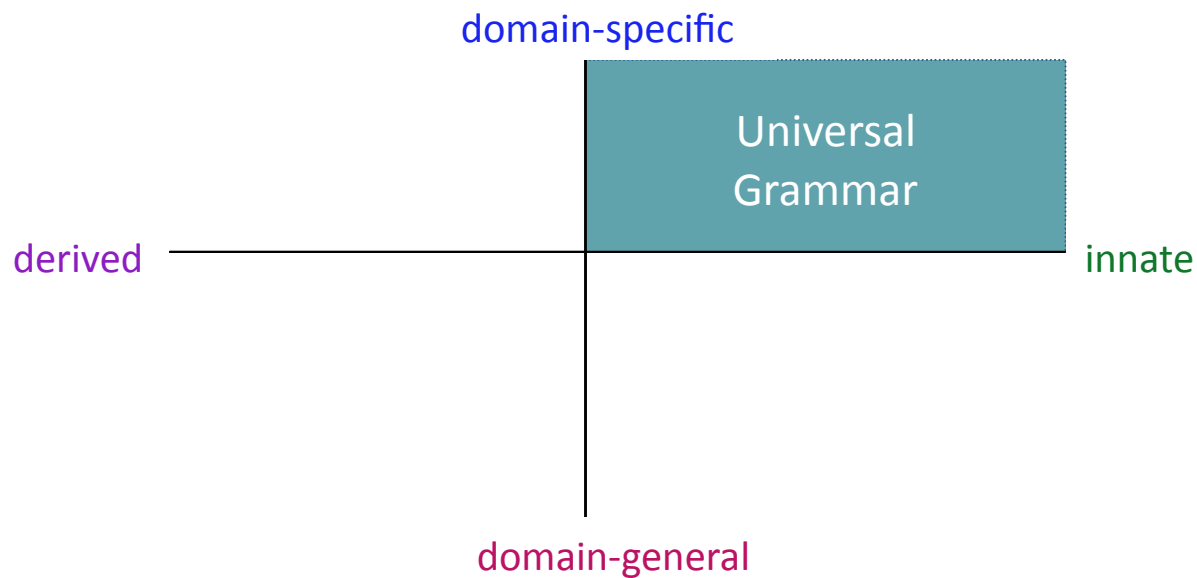 domain-specific
Universal
Grammar
derived
innate
domain-general